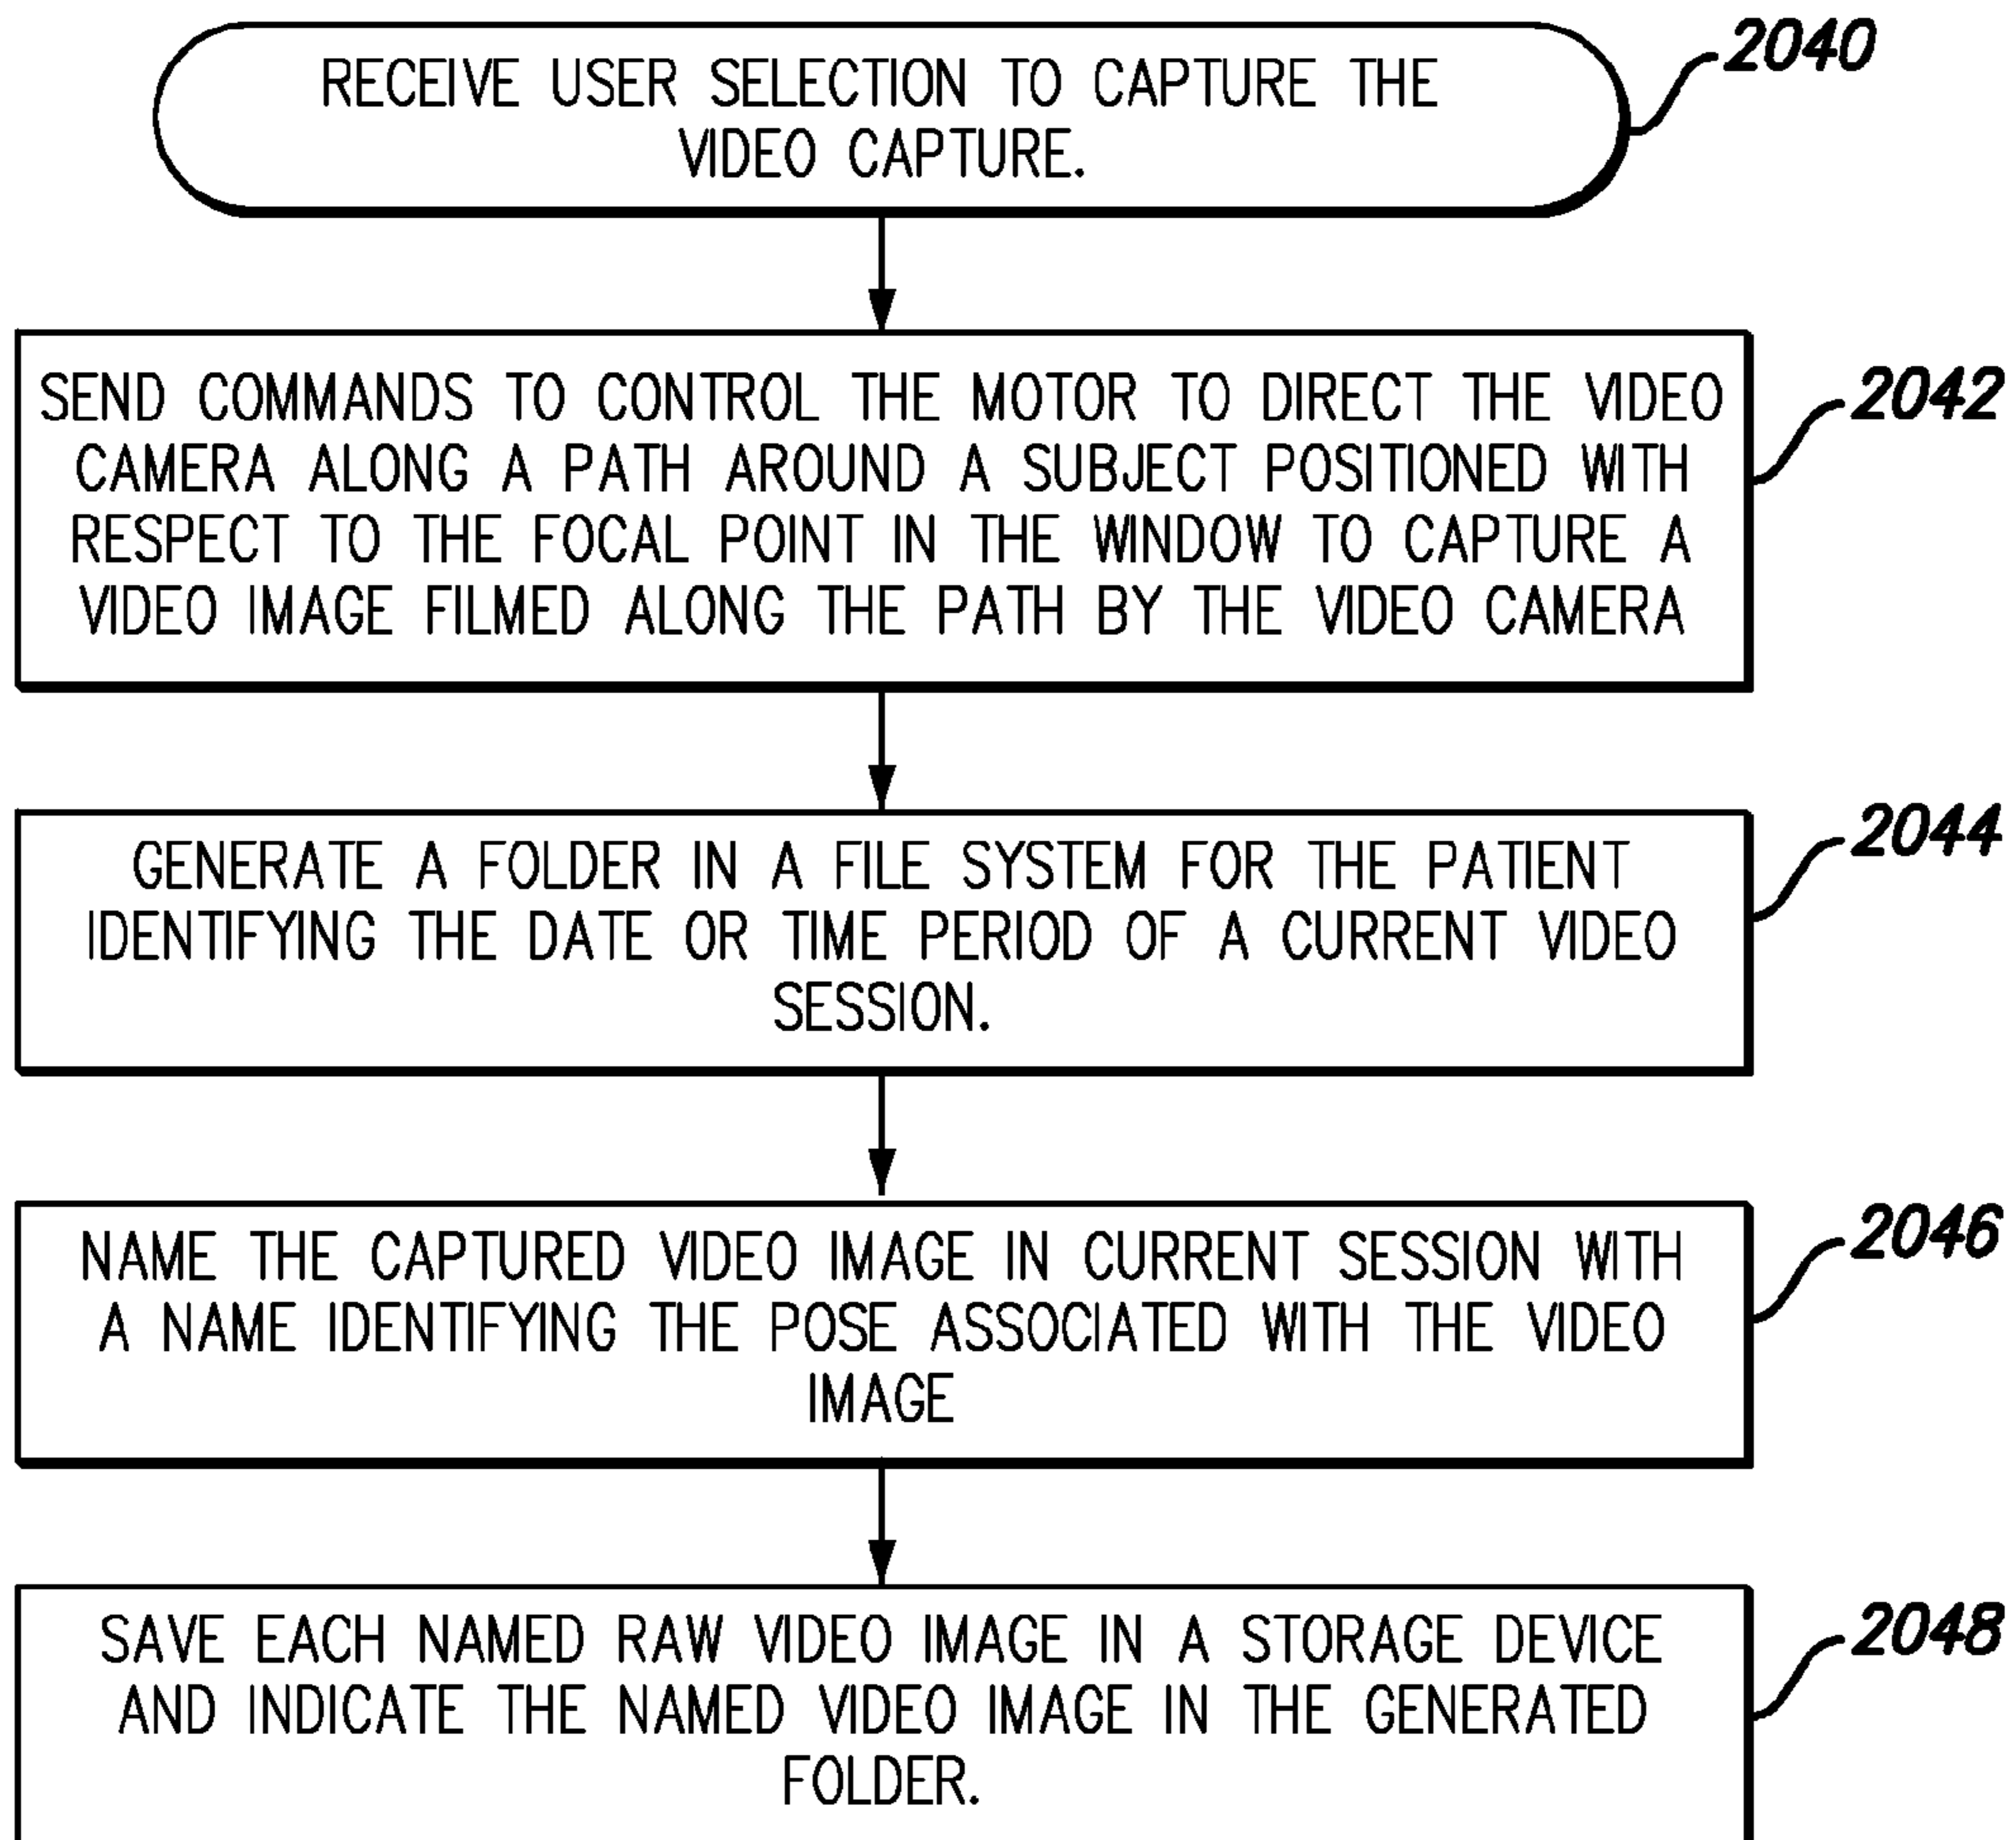 RECEIVE USER SELECTION TO CAPTURE THE
VIDEO CAPTURE.
2040
SEND COMMANDS TO CONTROL THE MOTOR TO DIRECT THE VIDEO
CAMERA ALONG A PATH AROUND A SUBJECT POSITIONED WITH
RESPECT TO THE FOCAL POINT IN THE WINDOW TO CAPTURE A
VIDEO IMAGE FILMED ALONG THE PATH BY THE VIDEO CAMERA
2042
GENERATE A FOLDER IN A FILE SYSTEM FOR THE PATIENT
IDENTIFYING THE DATE OR TIME PERIOD OF A CURRENT VIDEO
SESSION.
2044
NAME THE CAPTURED VIDEO IMAGE IN CURRENT SESSION WITH
A NAME IDENTIFYING THE POSE ASSOCIATED WITH THE VIDEO
IMAGE
2046
SAVE EACH NAMED RAW VIDEO IMAGE IN A STORAGE DEVICE
AND INDICATE THE NAMED VIDEO IMAGE IN THE GENERATED
FOLDER.
2048